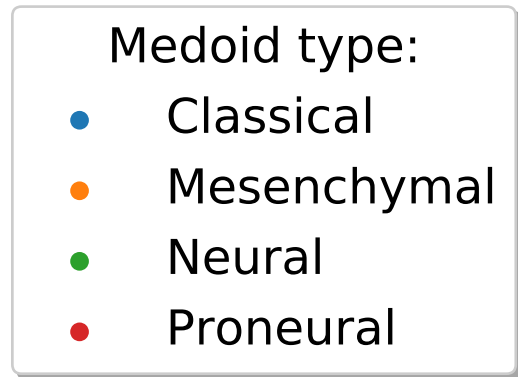 Medoid type:
Classical
Mesenchymal
Neural
Proneural